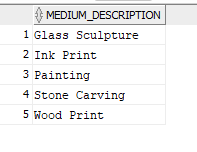 MEDIUM_DESCRIPTION
1 Glass Sculpture
2 Ink Print
3 Painting
4 Stone Carving
5 Wood Print